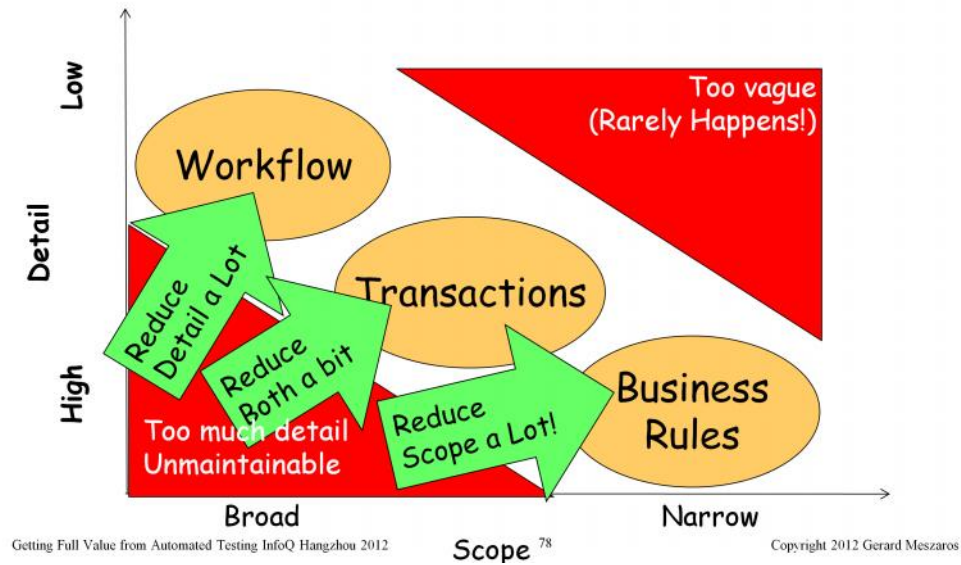 Low
Too vague
(Rarely Happens!)
Workflow
Detail
Reduce
Detail a Lot
Transactions
Reduce
Both a bit
High
Business
Rules
Reduce
Scope a Lot!
Too much detail
Unmaintainable
Broad
Narrow
Getting Full Value from Automated Testing InfoQ Hangzhou 2012
Scope
78
Copyright 2012 Gerard Meszaros